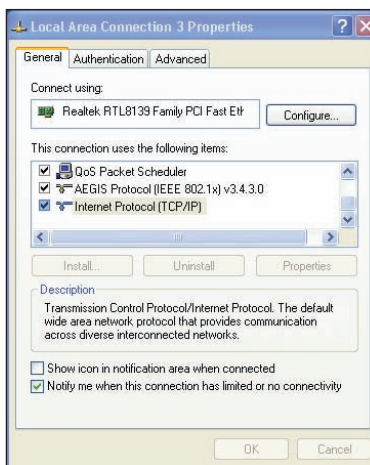 Local Area Connection 3 Properties
General Authentication Advanced
Connect using:
Realtek RTL8139 Family PCI Fast Eth
Configure...
This connection uses the following items:
QoS Packet Scheduler
AEGIS Protocol (IEEE 802.1x) v3.4.3.0
Internet Protocol (TCP/IP)
Install... Uninstall Properties
Description
Transmission Control Protocol/Internet Protocol. The default
wide area network protocol that provides communication
across diverse interconnected networks.
Show icon in notification area when connected
Notify me when this connection has limited or no connectivity
OK Cancel